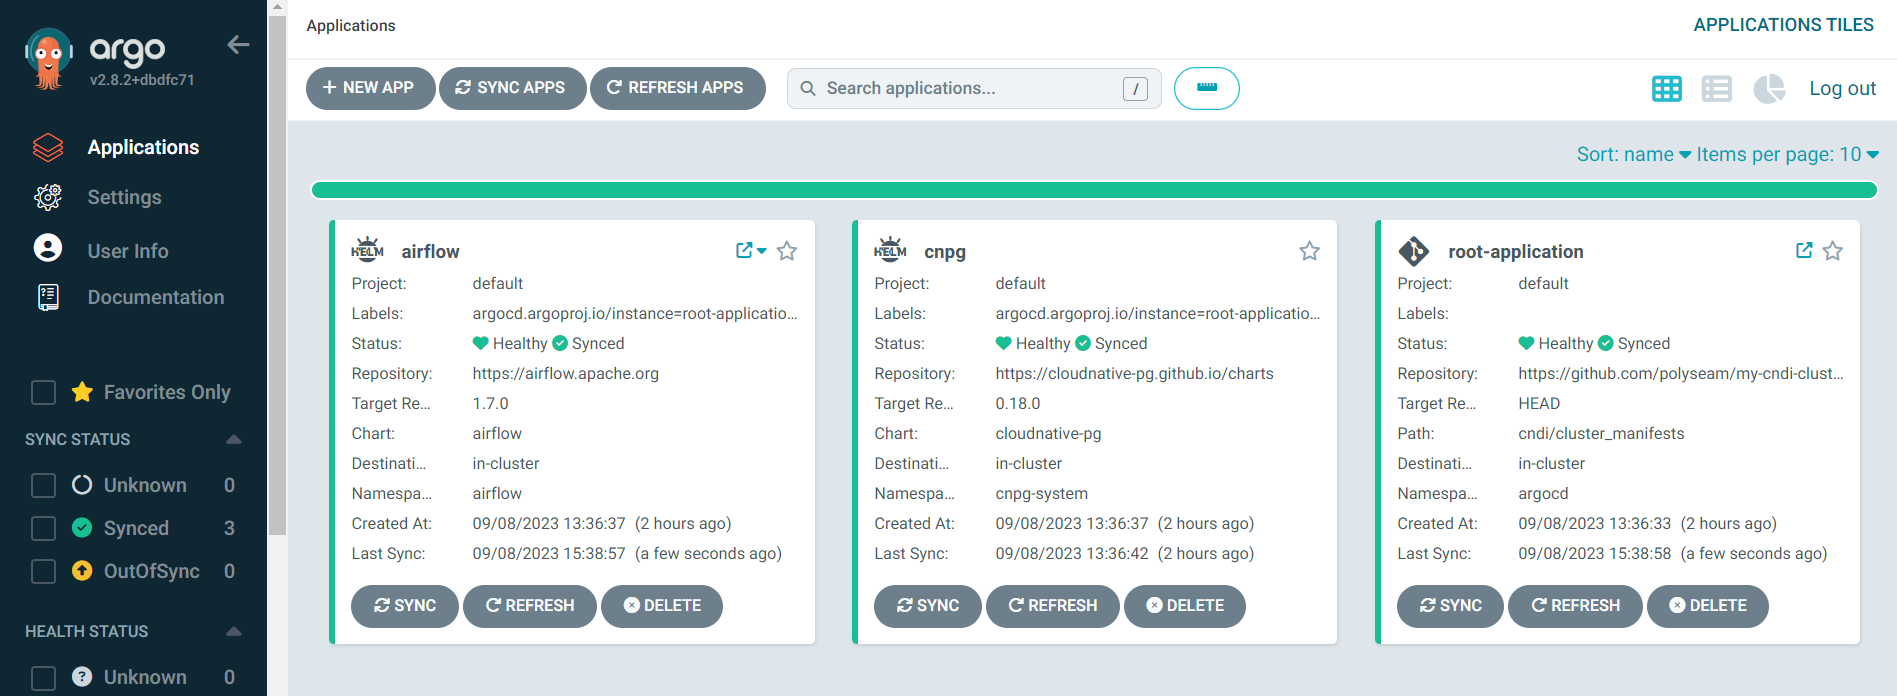 argo
v2.8.2+dbdfc71
Applications
Settings
User Info
Documentation
Favorites Only
SYNC STATUS
Unknown 0
Synced 3
OutOfSync 0
HEALTH STATUS
Unknown 0
Applications
APPLICATIONS TILES
+ NEW APP SYNC APPS REFRESH APPS Search applications... / Log out
Sort: name Items per page: 10
HELM airflow
Project: default
Labels: argocd.argoproj.io/instance=root-applicatio...
Status: Healthy Synced
Repository: https://airflow.apache.org
Target Re... 1.7.0
Chart: airflow
Destinati... in-cluster
Namespa... airflow
Created At: 09/08/2023 13:36:37 (2 hours ago)
Last Sync: 09/08/2023 15:38:57 (a few seconds ago)
SYNC REFRESH DELETE
HELM cnpg
Project: default
Labels: argocd.argoproj.io/instance=root-applicatio...
Status: Healthy Synced
Repository: https://cloudnative-pg.github.io/charts
Target Re... 0.18.0
Chart: cloudnative-pg
Destinati... in-cluster
Namespa... cnpg-system
Created At: 09/08/2023 13:36:37 (2 hours ago)
Last Sync: 09/08/2023 13:36:42 (2 hours ago)
SYNC REFRESH DELETE
root-application
Project: default
Labels:
Status: Healthy Synced
Repository: https://github.com/polyseam/my-cndi-clust...
Target Re... HEAD
Path: cndi/cluster_manifests
Destinati... in-cluster
Namespa... argocd
Created At: 09/08/2023 13:36:33 (2 hours ago)
Last Sync: 09/08/2023 15:38:58 (a few seconds ago)
SYNC REFRESH DELETE